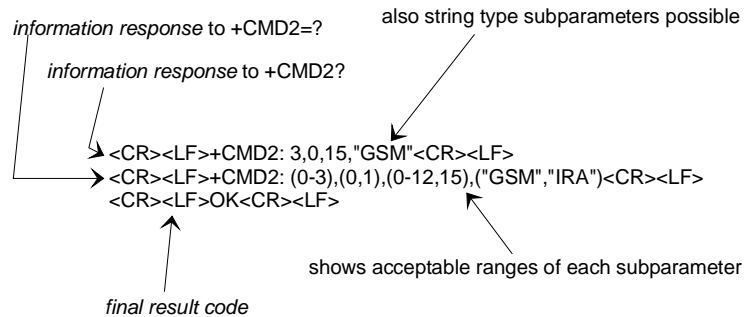 also string type subparameters possible
information response to +CMD2=?
information response to +CMD2?
<CR><LF>+CMD2: 3,0,15,"GSM"<CR><LF>
<CR><LF>+CMD2: (0-3),(0,1),(0-12,15),("GSM","IRA")<CR><LF>
<CR><LF>OK<CR><LF>
shows acceptable ranges of each subparameter
final result code